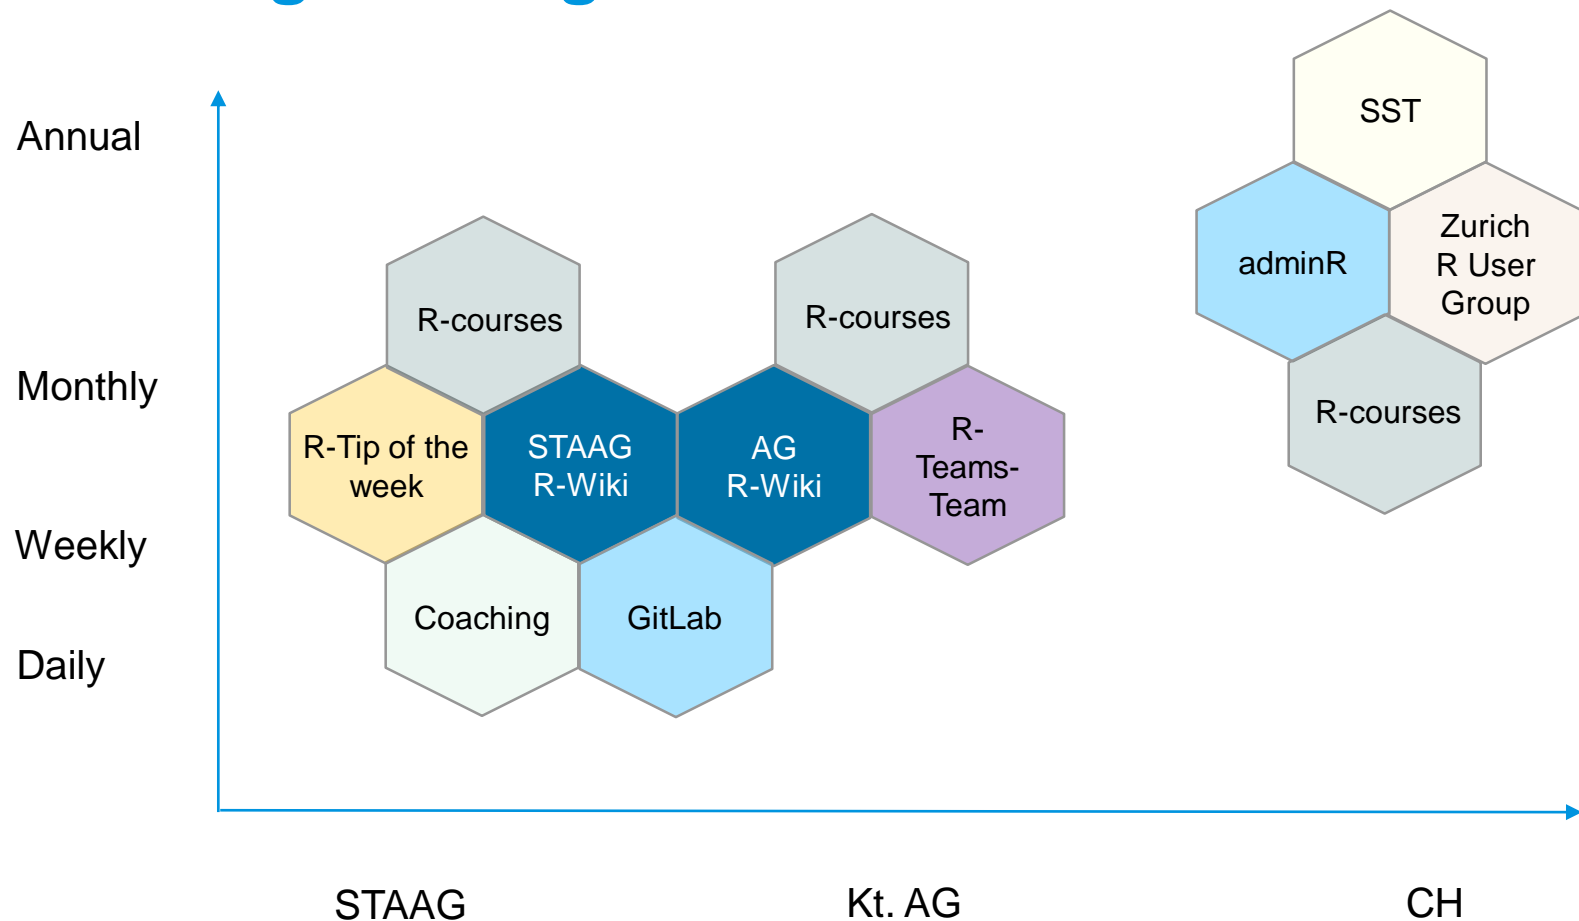 Annual
Monthly
Weekly
Daily
R-courses
R-Tip of the
week
STAAG
R-Wiki
Coaching
GitLab
R-courses
AG
R-Wiki
R-
Teams-
Team
SST
adminR
Zurich
R User
Group
R-courses
STAAG
Kt. AG
CH